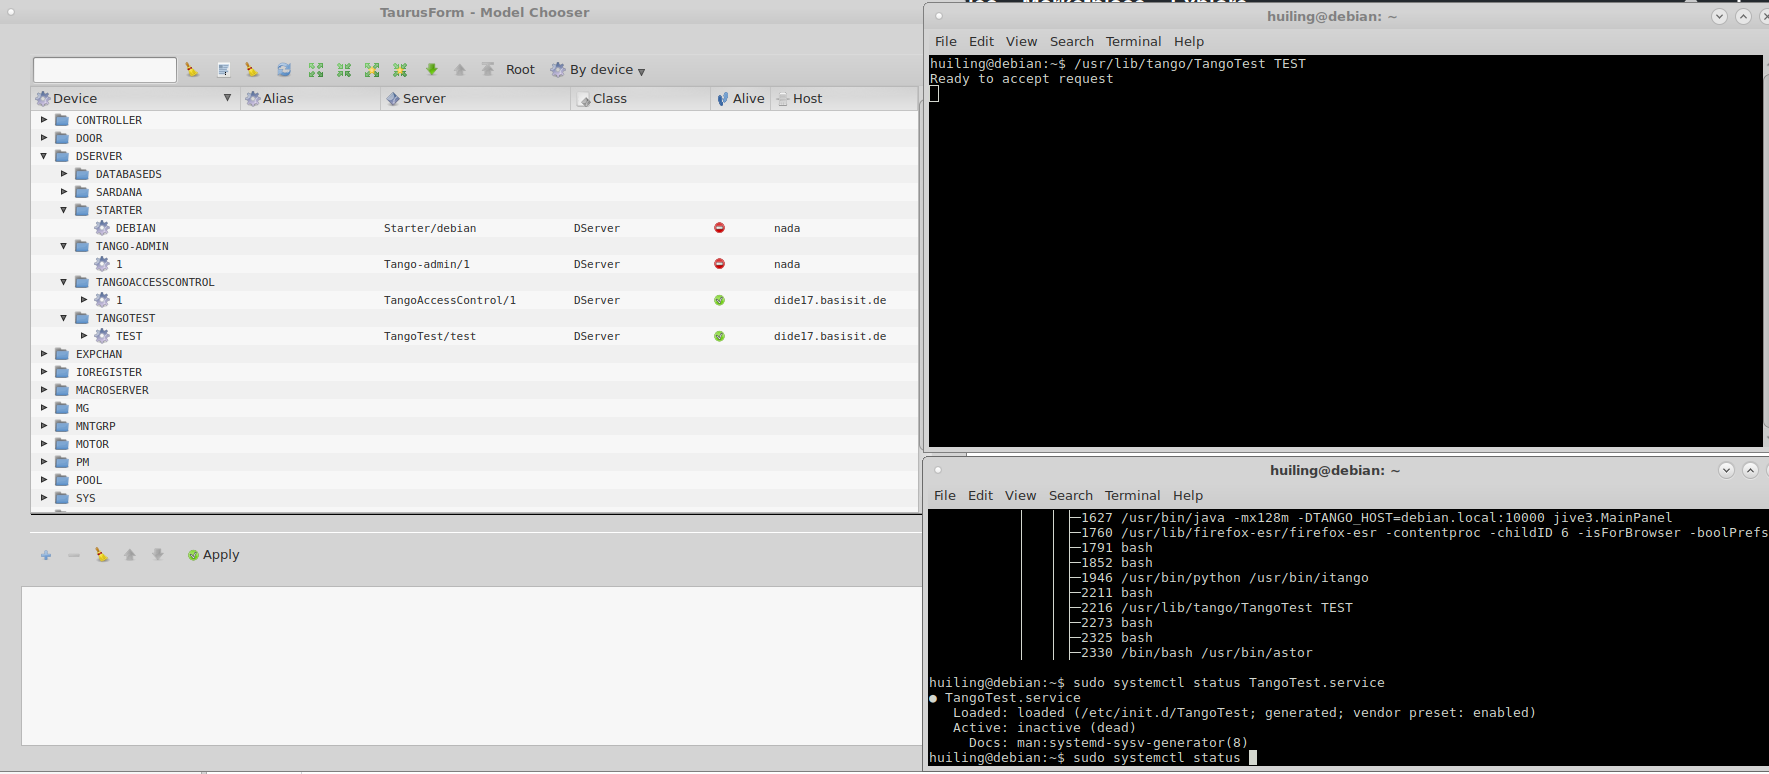 TaurusForm - Model Chooser
Root By device
Device Alias Server Class Alive Host
CONTROLLER
DOOR
DSERVER
DATABASEDS
SARDANA
STARTER
DEBIAN Starter/debian DServer nada
TANGO-ADMIN
1 Tango-admin/1 DServer nada
TANGOACCESSCONTROL
1 TangoAccessControl/1 DServer dide17.basisit.de
TANGOTEST
TEST TangoTest/test DServer dide17.basisit.de
EXPCHAN
IOREGISTER
MACROSERVER
MG
MNTGRP
MOTOR
PM
POOL
SYS
Apply
huiling@debian: ~
File Edit View Search Terminal Help
huiling@debian:~$ /usr/lib/tango/TangoTest TEST
Ready to accept request
huiling@debian: ~
File Edit View Search Terminal Help
├─1627 /usr/bin/java -mx128m -DTANGO_HOST=debian.local:10000 jive3.MainPanel
├─1760 /usr/lib/firefox-esr/firefox-esr -contentproc -childID 6 -isForBrowser -boolPrefs
├─1791 bash
├─1852 bash
├─1946 /usr/bin/python /usr/bin/itango
├─2211 bash
├─2216 /usr/lib/tango/TangoTest TEST
├─2273 bash
├─2325 bash
├─2330 /bin/bash /usr/bin/astor
huiling@debian:~$ sudo systemctl status TangoTest.service
● TangoTest.service
Loaded: loaded (/etc/init.d/TangoTest; generated; vendor preset: enabled)
Active: inactive (dead)
Docs: man:systemd-sysv-generator(8)
huiling@debian:~$ sudo systemctl status